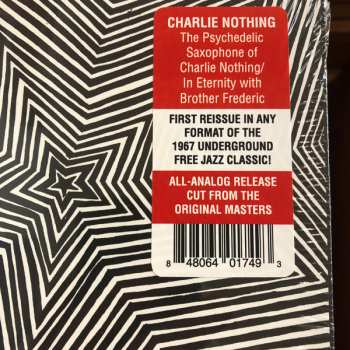 CHARLIE NOTHING
The Psychedelic
Saxophone of
Charlie Nothing/
In Eternity with
Brother Frederic
FIRST REISSUE IN ANY
FORMAT OF THE
1967 UNDERGROUND
FREE JAZZ CLASSIC!
ALL-ANALOG RELEASE
CUT FROM THE
ORIGINAL MASTERS
8 48064 01749 3